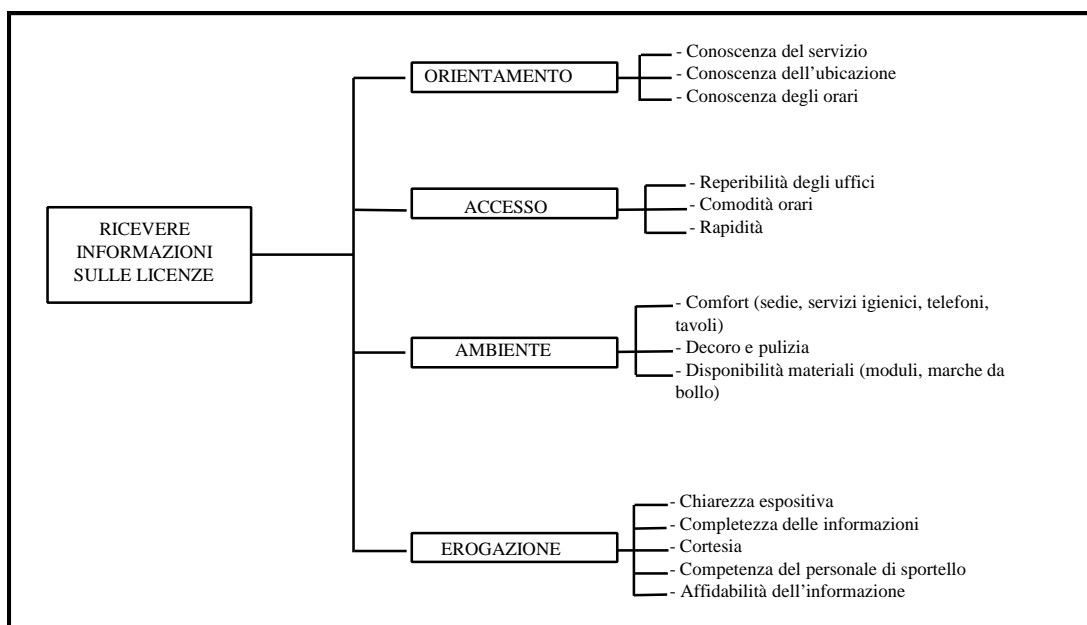 RICEVERE
INFORMAZIONI
SULLE LICENZE
ORIENTAMENTO
- Conoscenza del servizio
- Conoscenza dell’ubicazione
- Conoscenza degli orari
ACCESSO
- Reperibilità degli uffici
- Comodità orari
- Rapidità
AMBIENTE
- Comfort (sedie, servizi igienici, telefoni,
tavoli)
- Decoro e pulizia
- Disponibilità materiali (moduli, marche da
bollo)
EROGAZIONE
- Chiarezza espositiva
- Completezza delle informazioni
- Cortesia
- Competenza del personale di sportello
- Affidabilità dell’informazione